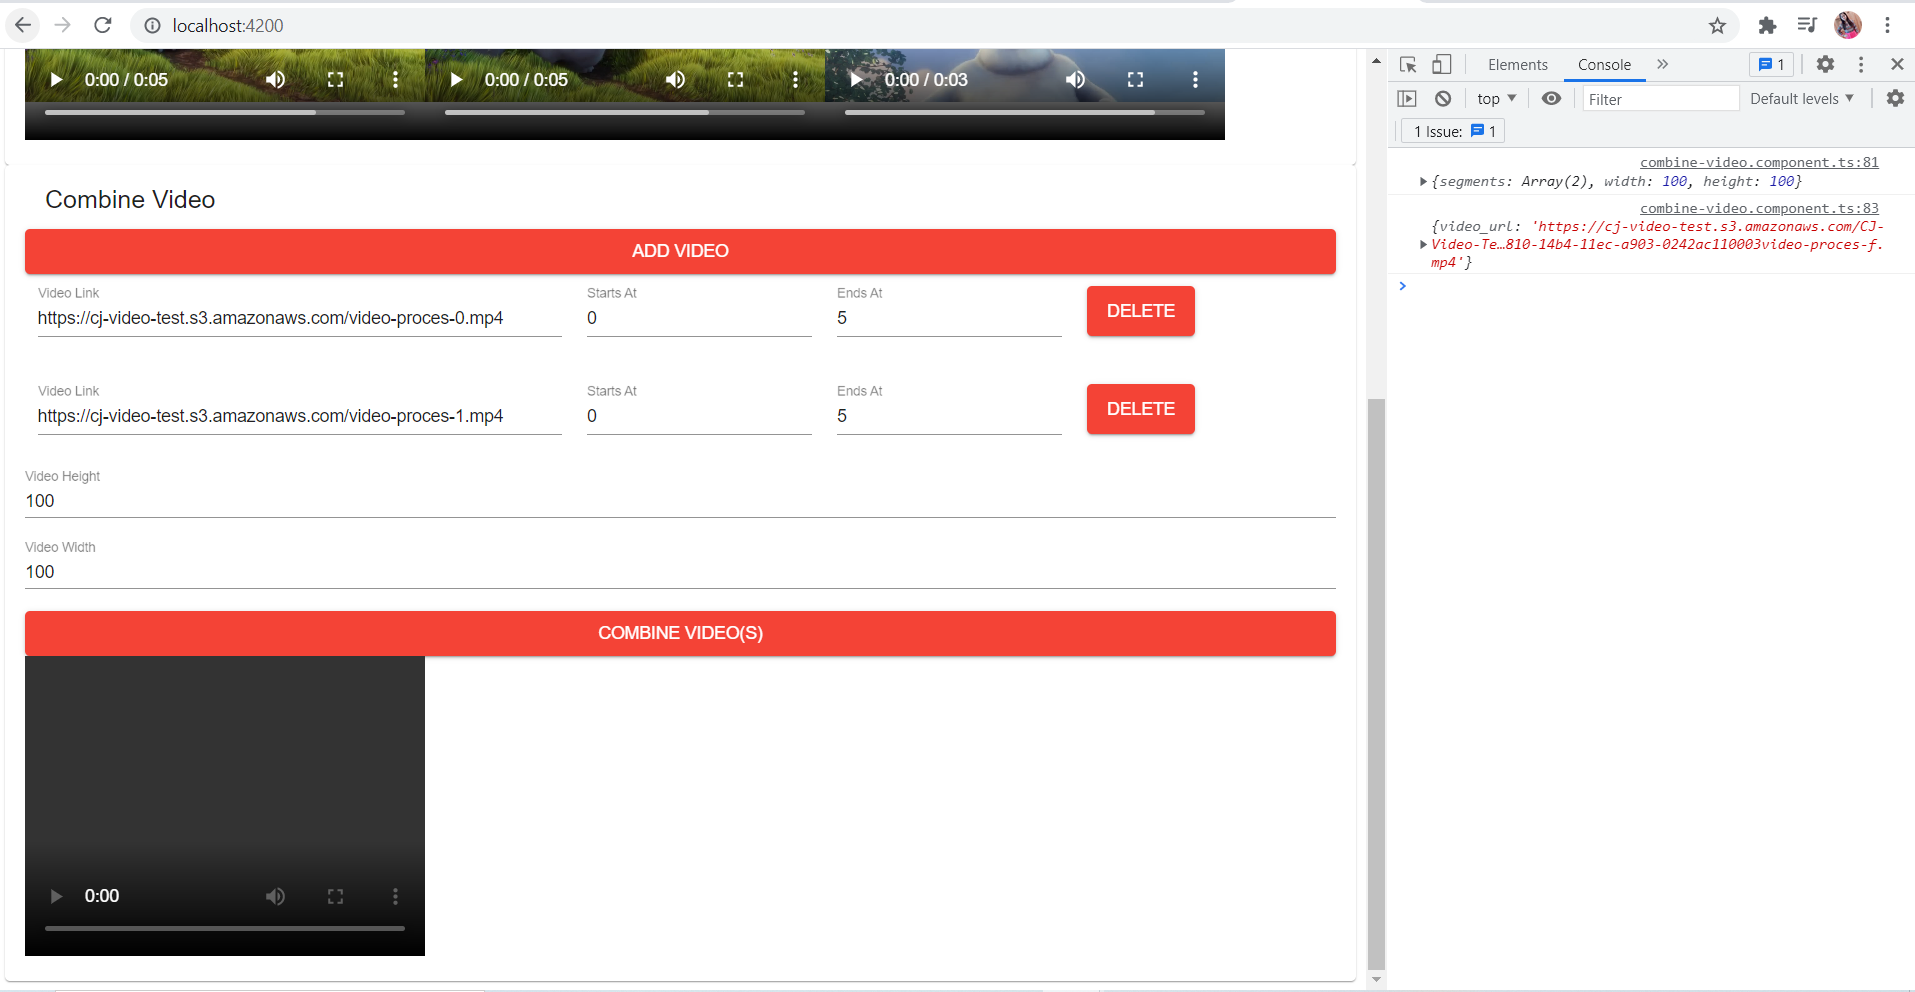 localhost:4200
0:00 / 0:05
0:00 / 0:05
0:00 / 0:03
Combine Video
ADD VIDEO
Video Link
Starts At
Ends At
https://cj-video-test.s3.amazonaws.com/video-proces-0.mp4
0
5
DELETE
Video Link
Starts At
Ends At
https://cj-video-test.s3.amazonaws.com/video-proces-1.mp4
0
5
DELETE
Video Height
100
Video Width
100
COMBINE VIDEO(S)
0:00
Elements
Console
1
top
Filter
Default levels
1 Issue: 1
combine-video.component.ts:81
{segments: Array(2), width: 100, height: 100}
combine-video.component.ts:83
{video_url: 'https://cj-video-test.s3.amazonaws.com/CJ-
Video-Te…810-14b4-11ec-a903-0242ac110003video-proces-f.
mp4'}